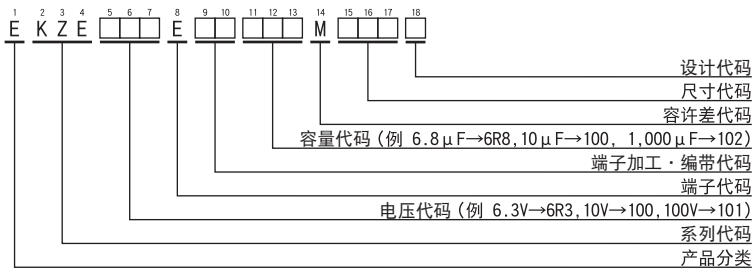 1 2 3 4 5 6 7 8 9 10 11 12 13 14 15 16 17 18
E KZE □□□ E □□ □□□ M □□□ □
设计代码
尺寸代码
容许差代码
容量代码(例 6.8μF→6R8,10μF→100, 1,000μF→102)
端子加工・编带代码
端子代码
电压代码(例 6.3V→6R3,10V→100,100V→101)
系列代码
产品分类